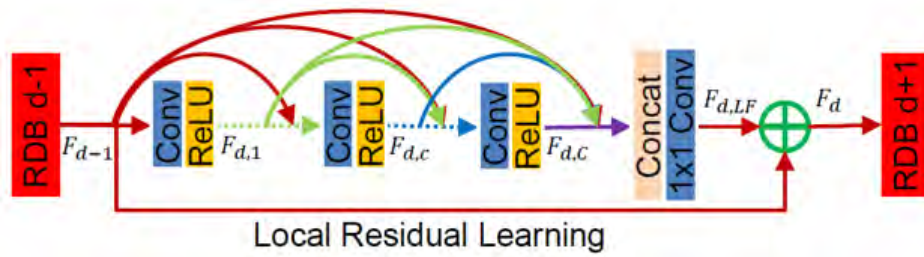 RDB d-1
F_{d-1}
Conv
ReLU
F_{d,1}
Conv
ReLU
F_{d,c}
Conv
ReLU
F_{d,C}
Concat
1x1 Conv
F_{d,LF}
F_d
RDB d+1
Local Residual Learning